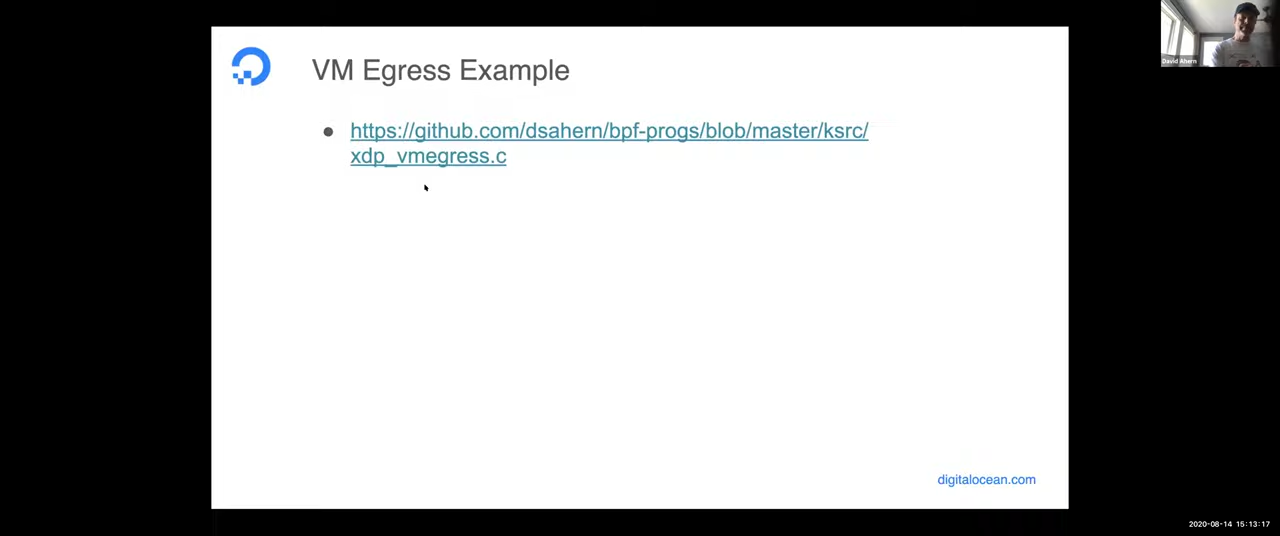 VM Egress Example
https://github.com/dsahern/bpf-progs/blob/master/ksrc/
xdp_vmegress.c
digitalocean.com
David Ahern
2020-08-14 15:13:17